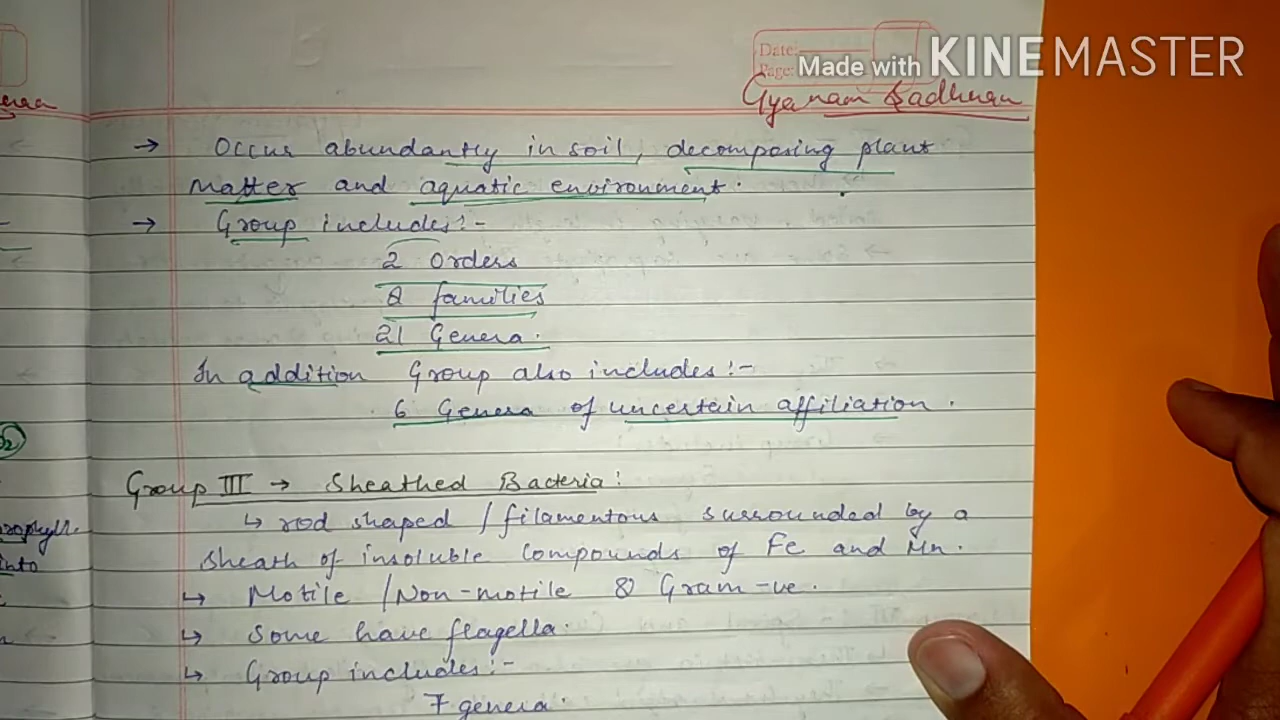 Date:
Page:
Made with KINEMASTER
Gyanam Sadhnam
→ Occur abundantly in soil, decomposing plant
matter and aquatic environment.
→ Group includes:-
2 Orders
8 families
21 Genera.
In addition Group also includes:-
6 Genera of uncertain affiliation.
Group III → Sheathed Bacteria:
↳ rod shaped / filamentous surrounded by a
sheath of insoluble compounds of Fe and Mn.
↳ Motile / Non-motile & Gram -ve.
↳ Some have flagella.
↳ Group includes:-
7 genera.
into